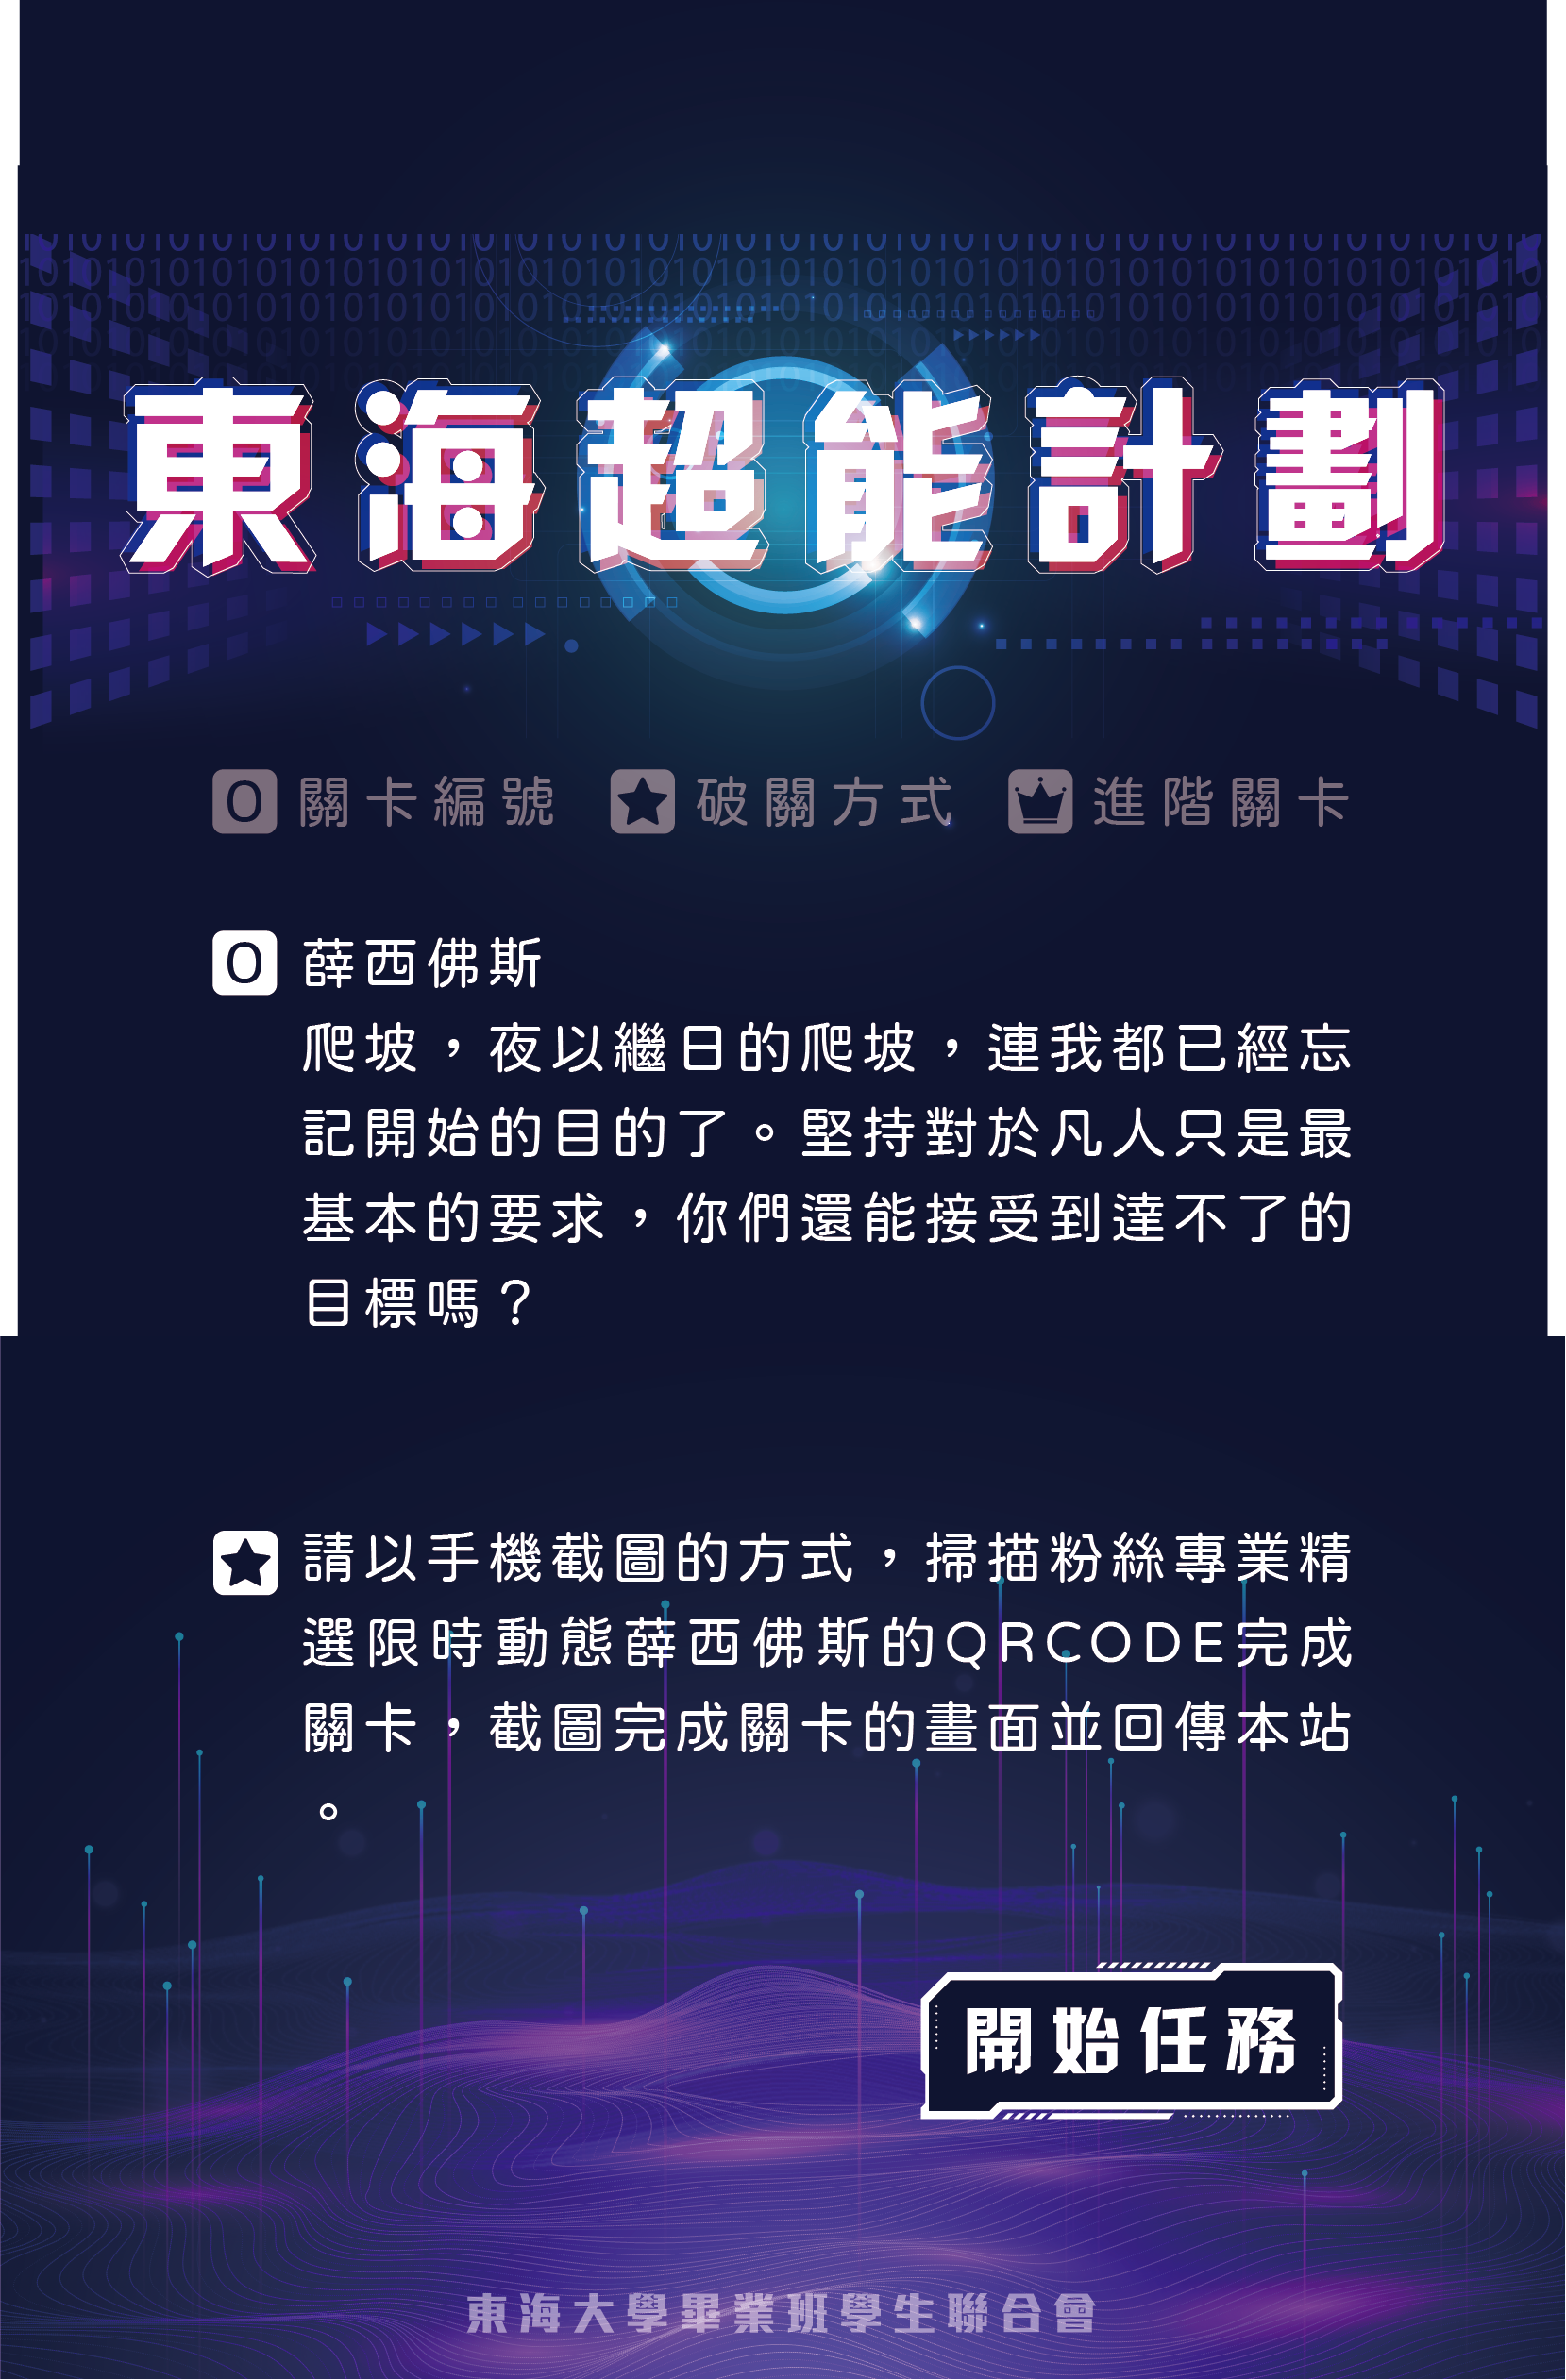 東海超能計劃
O 關卡編號 ★ 破關方式 進階關卡
O 薛西佛斯
爬坡，夜以繼日的爬坡，連我都已經忘
記開始的目的了。堅持對於凡人只是最
基本的要求，你們還能接受到達不了的
目標嗎？
★ 請以手機截圖的方式，掃描粉絲專業精
選限時動態薛西佛斯的QRCODE完成
關卡，截圖完成關卡的畫面並回傳本站
。
開始任務
東海大學畢業班學生聯合會